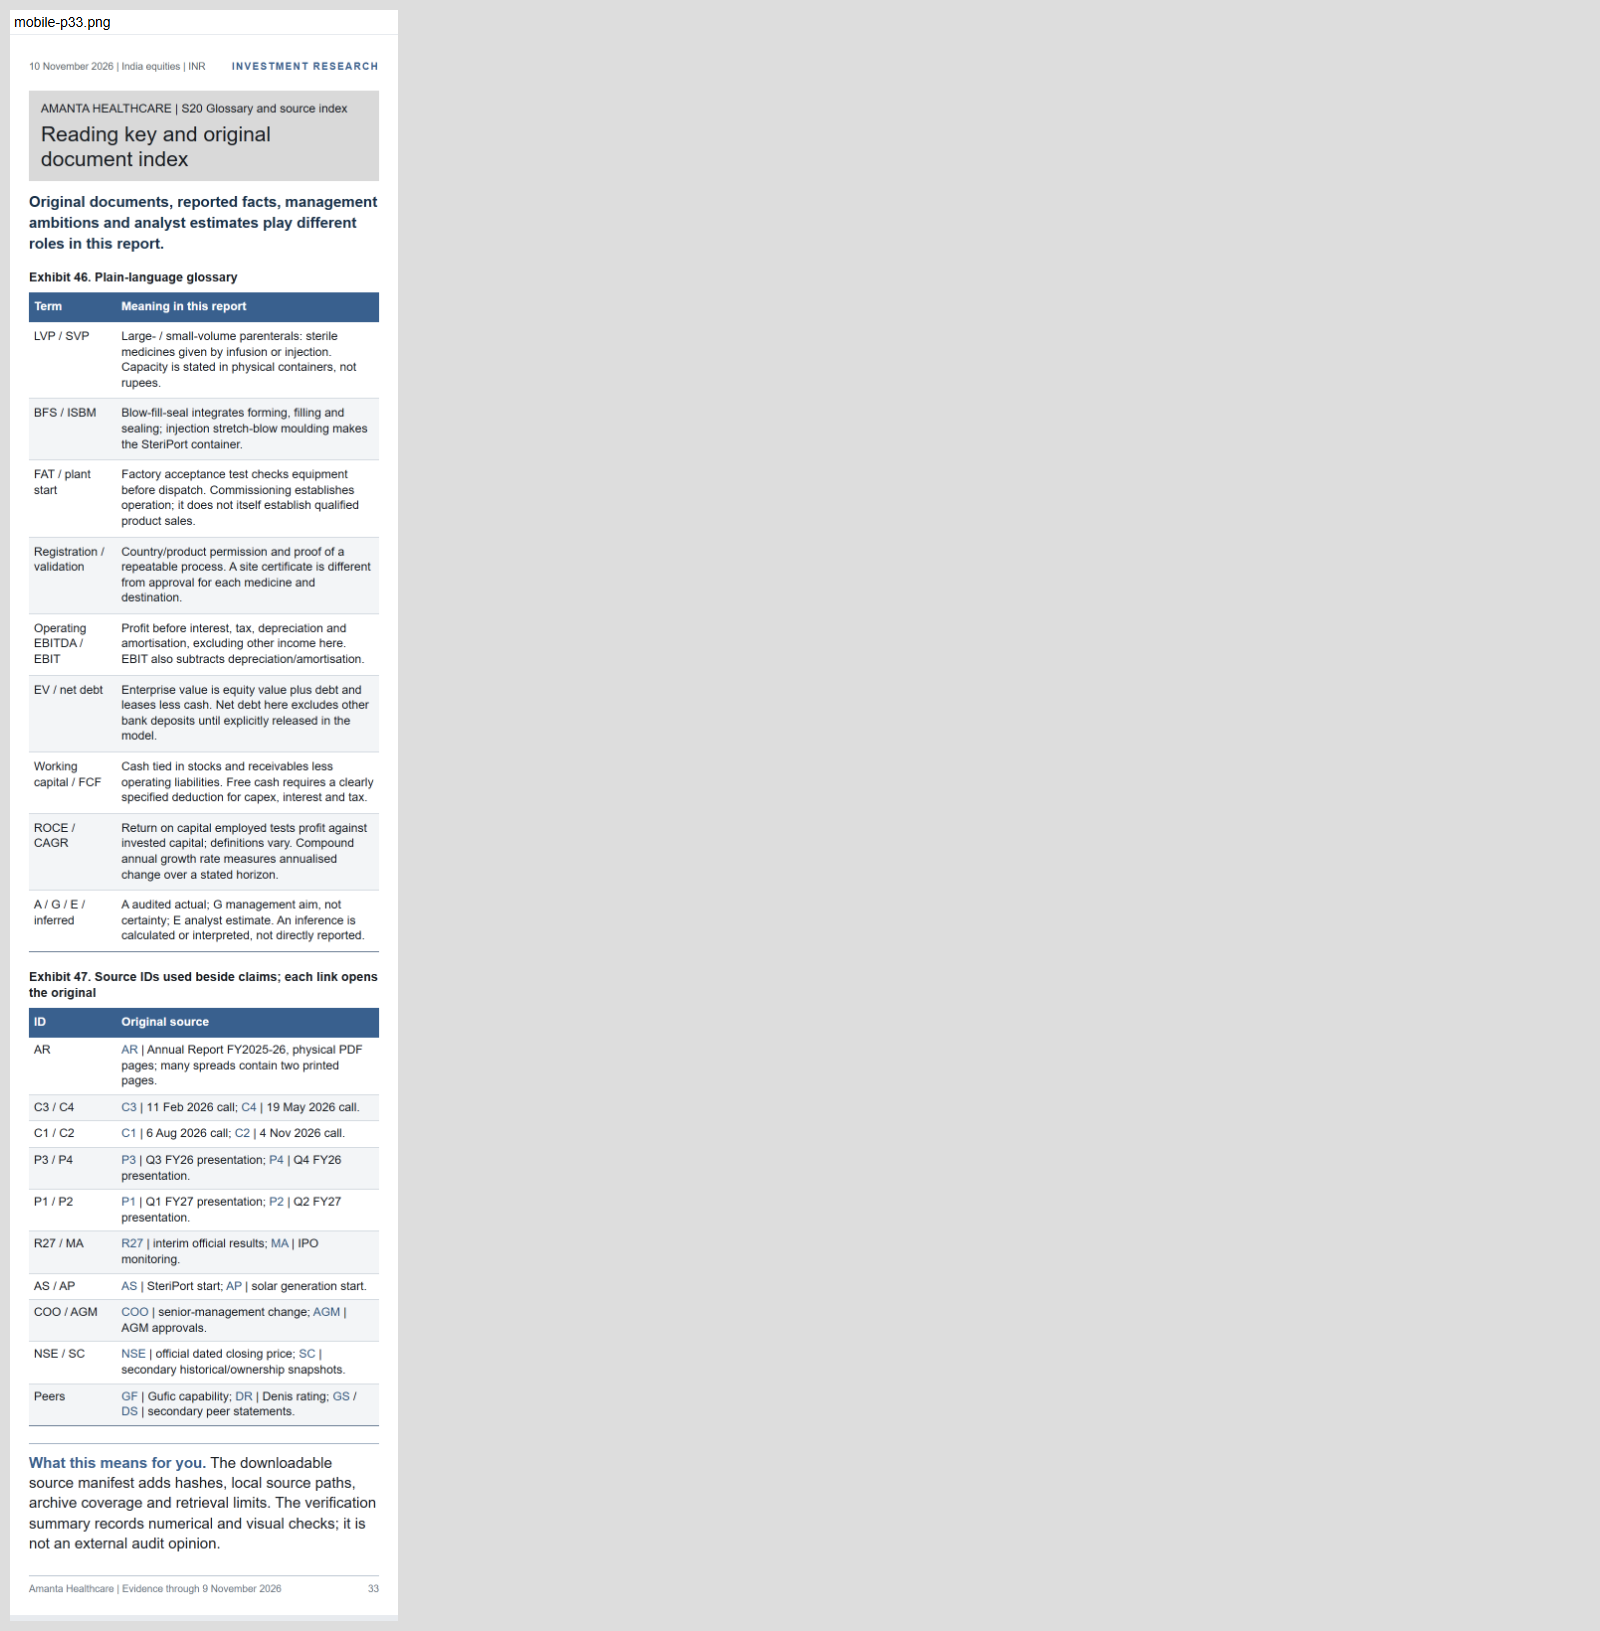 mobile-p33.png
10 November 2026 | India equities | INR INVESTMENT RESEARCH
AMANTA HEALTHCARE | S20 Glossary and source index
Reading key and original
document index
Original documents, reported facts, management
ambitions and analyst estimates play different
roles in this report.
Exhibit 46. Plain-language glossary
Term Meaning in this report
LVP / SVP Large- / small-volume parenterals: sterile
medicines given by infusion or injection.
Capacity is stated in physical containers, not
rupees.
BFS / ISBM Blow-fill-seal integrates forming, filling and
sealing; injection stretch-blow moulding makes
the SteriPort container.
FAT / plant Factory acceptance test checks equipment
start before dispatch. Commissioning establishes
operation; it does not itself establish qualified
product sales.
Registration / Country/product permission and proof of a
validation repeatable process. A site certificate is different
from approval for each medicine and
destination.
Operating Profit before interest, tax, depreciation and
EBITDA / amortisation, excluding other income here.
EBIT EBIT also subtracts depreciation/amortisation.
EV / net debt Enterprise value is equity value plus debt and
leases less cash. Net debt here excludes other
bank deposits until explicitly released in the
model.
Working Cash tied in stocks and receivables less
capital / FCF operating liabilities. Free cash requires a clearly
specified deduction for capex, interest and tax.
ROCE / Return on capital employed tests profit against
CAGR invested capital; definitions vary. Compound
annual growth rate measures annualised
change over a stated horizon.
A / G / E / A audited actual; G management aim, not
inferred certainty; E analyst estimate. An inference is
calculated or interpreted, not directly reported.
Exhibit 47. Source IDs used beside claims; each link opens
the original
ID Original source
AR AR | Annual Report FY2025-26, physical PDF
pages; many spreads contain two printed
pages.
C3 / C4 C3 | 11 Feb 2026 call; C4 | 19 May 2026 call.
C1 / C2 C1 | 6 Aug 2026 call; C2 | 4 Nov 2026 call.
P3 / P4 P3 | Q3 FY26 presentation; P4 | Q4 FY26
presentation.
P1 / P2 P1 | Q1 FY27 presentation; P2 | Q2 FY27
presentation.
R27 / MA R27 | interim official results; MA | IPO
monitoring.
AS / AP AS | SteriPort start; AP | solar generation start.
COO / AGM COO | senior-management change; AGM |
AGM approvals.
NSE / SC NSE | official dated closing price; SC |
secondary historical/ownership snapshots.
Peers GF | Gufic capability; DR | Denis rating; GS /
DS | secondary peer statements.
What this means for you. The downloadable
source manifest adds hashes, local source paths,
archive coverage and retrieval limits. The verification
summary records numerical and visual checks; it is
not an external audit opinion.
Amanta Healthcare | Evidence through 9 November 2026 33